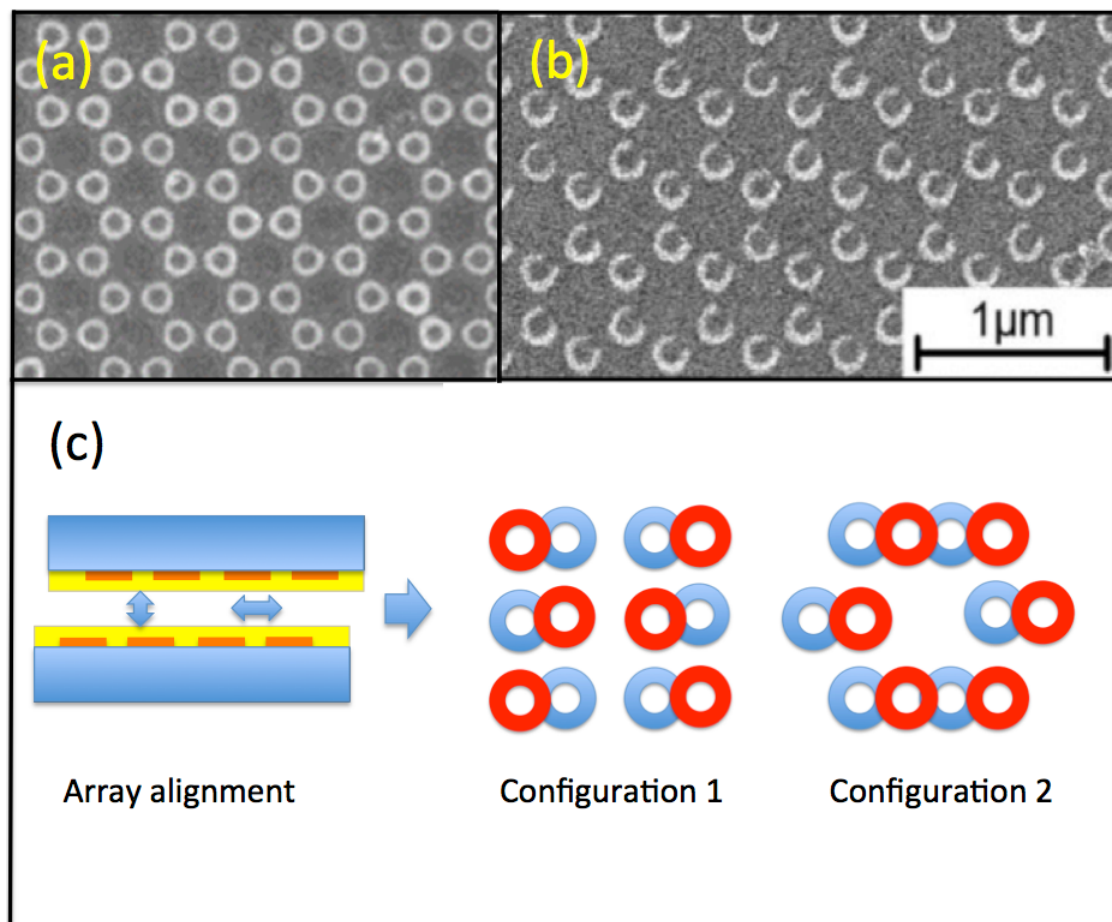 (a)
(b)
1µm
(c)
Array alignment
Configuration 1
Configuration 2